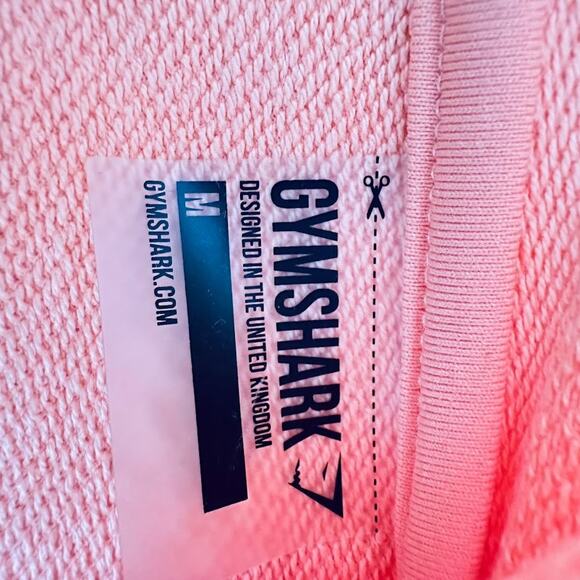 GYMSHARK
DESIGNED IN THE UNITED KINGDOM
M
GYMSHARK.COM